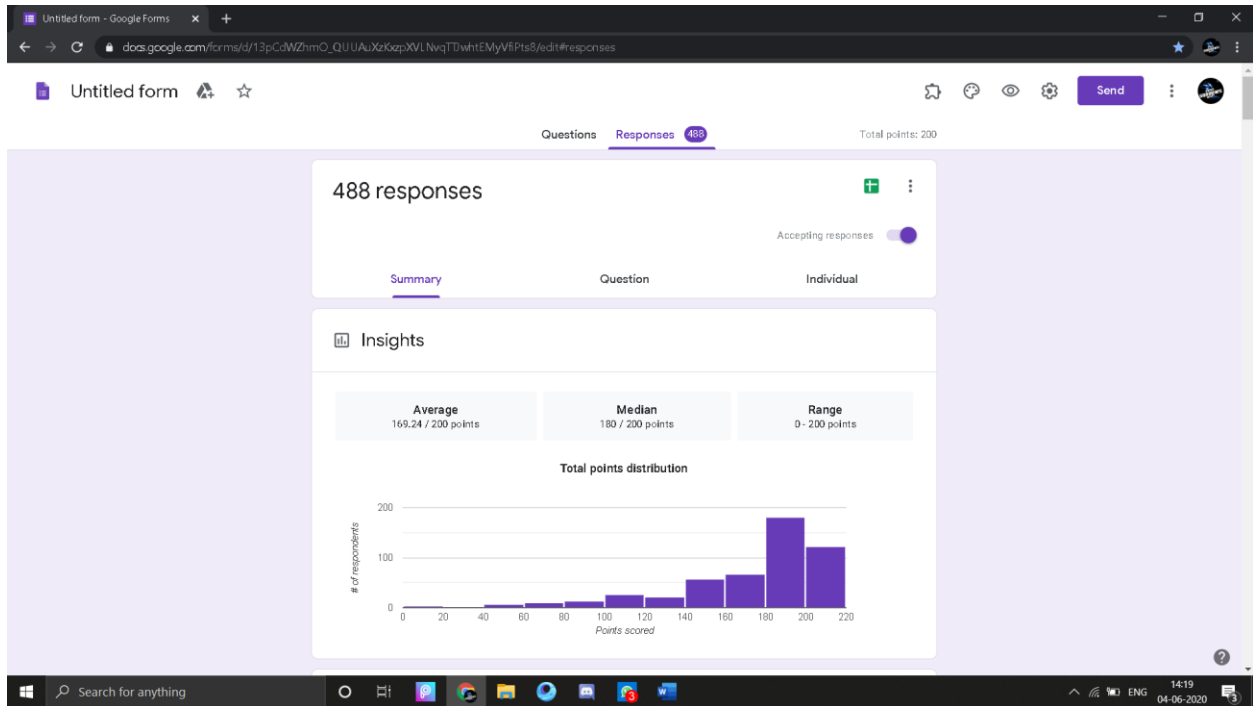 Untitled form - Google Forms
Untitled form
Send
Questions Responses 488 Total points: 200
488 responses
Accepting responses
Summary Question Individual
Insights
Average Median Range
169.24 / 200 points 180 / 200 points 0 - 200 points
Total points distribution
# of respondents
200
100
0
0 20 40 60 80 100 120 140 160 180 200 220
Points scored
Search for anything
ENG 14:19
04-06-2020